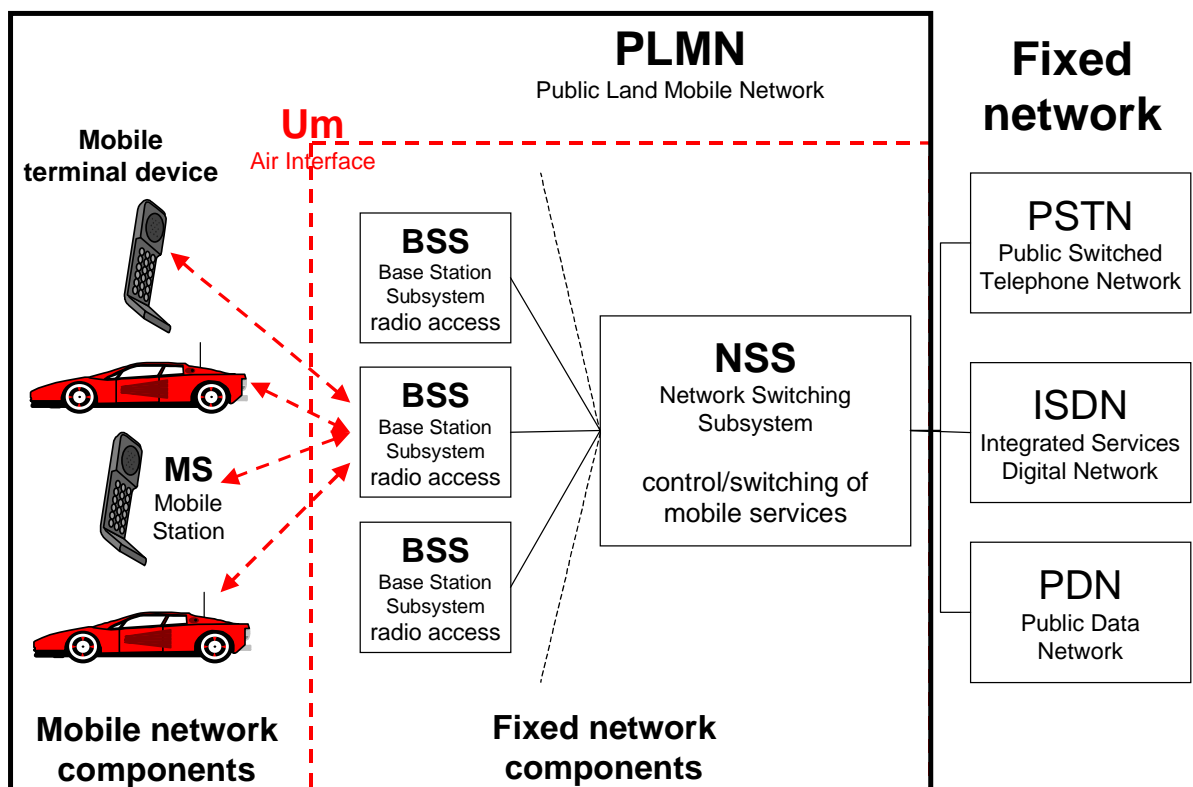 PLMN
Public Land Mobile Network
Fixed
network
Um
Air Interface
Mobile
terminal device
MS
Mobile
Station
BSS
Base Station
Subsystem
radio access
BSS
Base Station
Subsystem
radio access
BSS
Base Station
Subsystem
radio access
NSS
Network Switching
Subsystem
control/switching of
mobile services
PSTN
Public Switched
Telephone Network
ISDN
Integrated Services
Digital Network
PDN
Public Data
Network
Mobile network
components
Fixed network
components